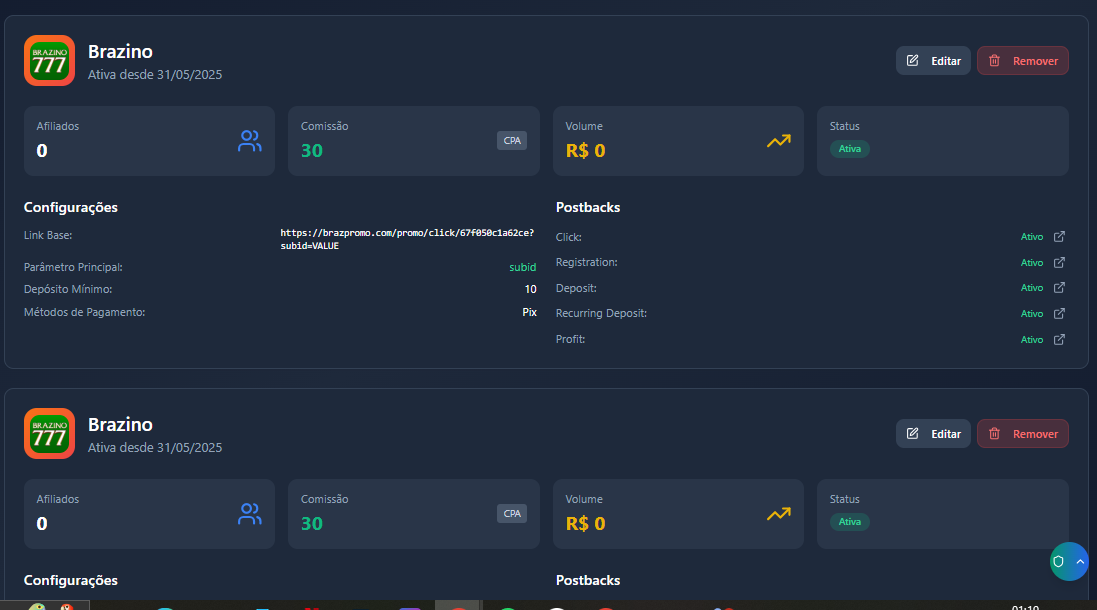 BRAZINO
777
Brazino
Ativa desde 31/05/2025
Editar
Remover
Afiliados
0
Comissão
30
CPA
Volume
R$ 0
Status
Ativa
Configurações
Link Base:
https://brazpromo.com/promo/click/67f050c1a62ce?
subid=VALUE
Parâmetro Principal:
subid
Depósito Mínimo:
10
Métodos de Pagamento:
Pix
Postbacks
Click:
Ativo
Registration:
Ativo
Deposit:
Ativo
Recurring Deposit:
Ativo
Profit:
Ativo
BRAZINO
777
Brazino
Ativa desde 31/05/2025
Editar
Remover
Afiliados
0
Comissão
30
CPA
Volume
R$ 0
Status
Ativa
Configurações
Postbacks